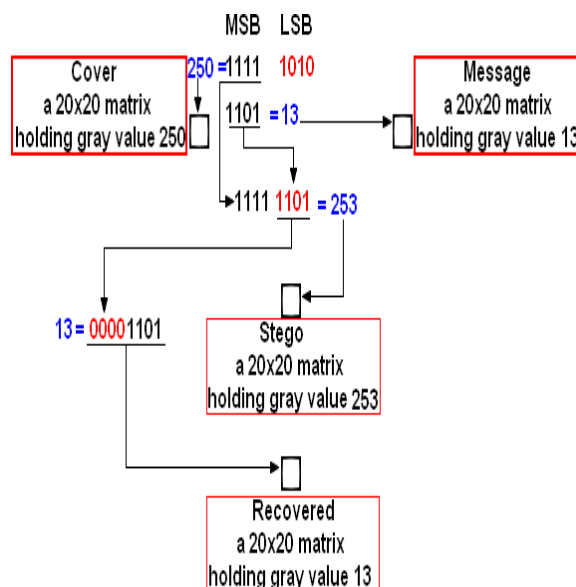 MSB LSB
Cover
a 20x20 matrix
holding gray value 250
250 = 1111 1010
1101 = 13
Message
a 20x20 matrix
holding gray value 13
1111 1101 = 253
13 = 00001101
Stego
a 20x20 matrix
holding gray value 253
Recovered
a 20x20 matrix
holding gray value 13